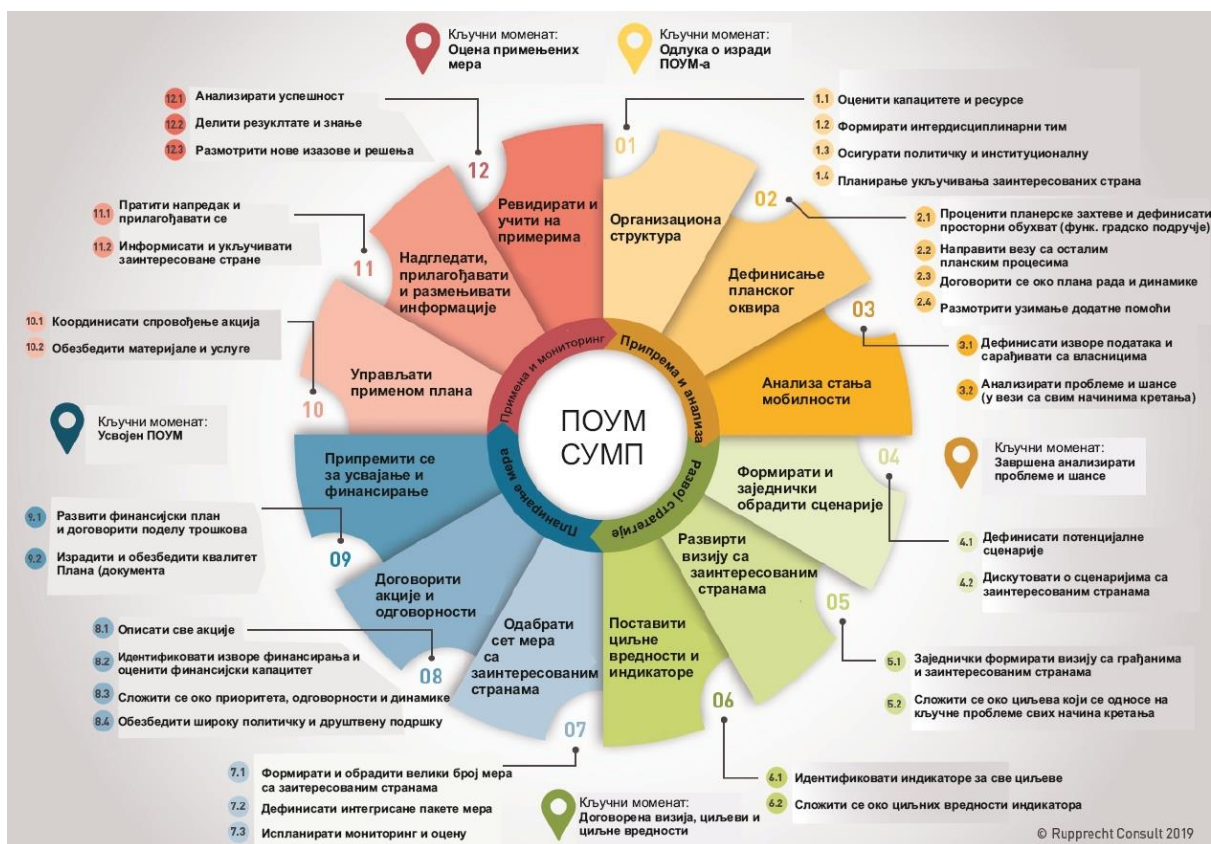 Кључни моменат:
Оцена примењених
мера
Кључни моменат:
Одлука о изради
ПОУМ-а
12.1 Анализирати успешност
12.2 Делити резуклтате и знање
12.3 Размотрити нове изазове и решења
1.1 Оценити капацитете и ресурсе
1.2 Формирати интердисциплинарни тим
1.3 Осигурати политичку и институционалну
1.4 Планирање укључивања заинтересованих страна
11.1 Пратити напредак и
прилагођавати се
11.2 Информисати и укључивати
заинтересоване стране
2.1 Проценити планерске захтеве и дефинисати
просторни обухват (функ. градско подручје)
2.2 Направити везу са осталим
планским процесима
2.3 Договорити се око плана рада и динамике
2.4 Размотрити узимање додатне помоћи
10.1 Координисати спровођење акција
10.2 Обезбедити материјале и услуге
3.1 Дефинисати изворе података и
сарађивати са власницима
3.2 Анализирати проблеме и шансе
(у вези са свим начинима кретања)
Кључни моменат:
Усвојен ПОУМ
Кључни моменат:
Завршена анализирати
проблеме и шансе
01
Организациона
структура
02
Дефинисање
планског
оквира
03
Анализа стања
мобилности
04
Формирати и
заједнички
обрадити сценарије
05
Развирти
визију са
заинтересованим
странама
06
Поставити
циљне
вредности и
индикаторе
07
Одабрати
сет мера
са
заинтересованим
странама
08
Договорити
акције и
одговорности
09
Припремити се
за усвајање и
финансирање
10
Управљати
применом плана
11
Надгледати,
прилагођавати
и размењивати
информације
12
Ревидирати и
учити на
примерима
Примена и мониторинг
Припрема и анализа
Развој стратегије
Планирање мера
ПОУМ
СУМП
9.1 Развити финансијски план
и договорити поделу трошкова
9.2 Израдити и обезбедити квалитет
Плана (документа
4.1 Дефинисати потенцијалне
сценарије
4.2 Дискутовати о сценаријима са
заинтересованим странама
8.1 Описати све акције
8.2 Идентификовати изворе финансирања и
оценити финансијски капацитет
8.3 Сложити се око приоритета, одговорности и динамике
8.4 Обезбедити широку политичку и друштвену подршку
5.1 Заједнички формирати визију са грађанима
и заинтересованим странама
5.2 Сложити се око циљева који се односе на
кључне проблеме свих начина кретања
7.1 Формирати и обрадити велики број мера
са заитересованим странама
7.2 Дефинисати интегрисане пакете мера
7.3 Испланирати мониторинг и оцену
Кључни моменат:
Договорена визија, циљеви и
циљне вредности
6.1 Идентификовати индикаторе за све циљеве
6.2 Сложити се око циљних вредности индикатора
© Rupprecht Consult 2019